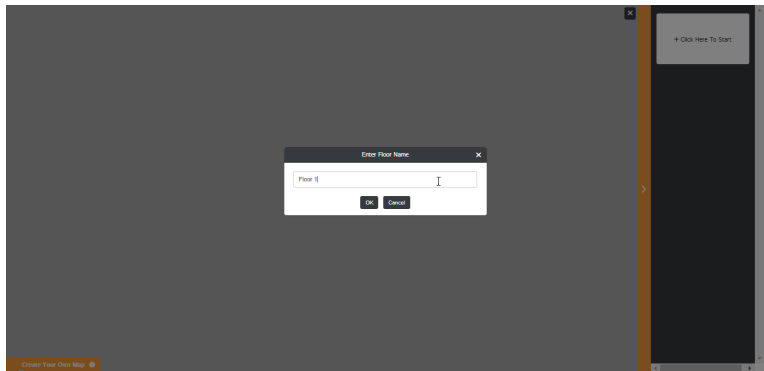 + Click Here To Start
Enter Floor Name
Floor 1
OK
Cancel
Create Your Own Map